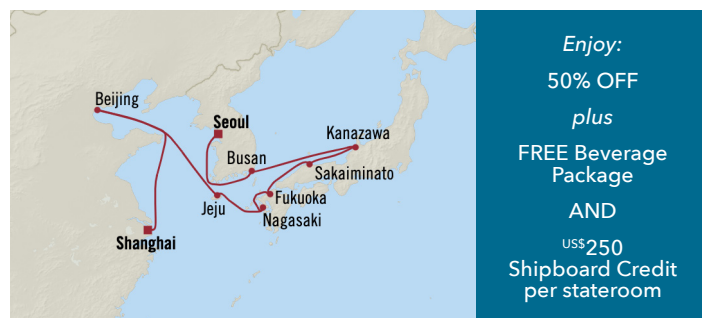 Beijing
Seoul
Kanazawa
Busan
Sakaiminato
Fukuoka
Jeju
Nagasaki
Shanghai
Enjoy:
50% OFF
plus
FREE Beverage
Package
AND
US$250
Shipboard Credit
per stateroom